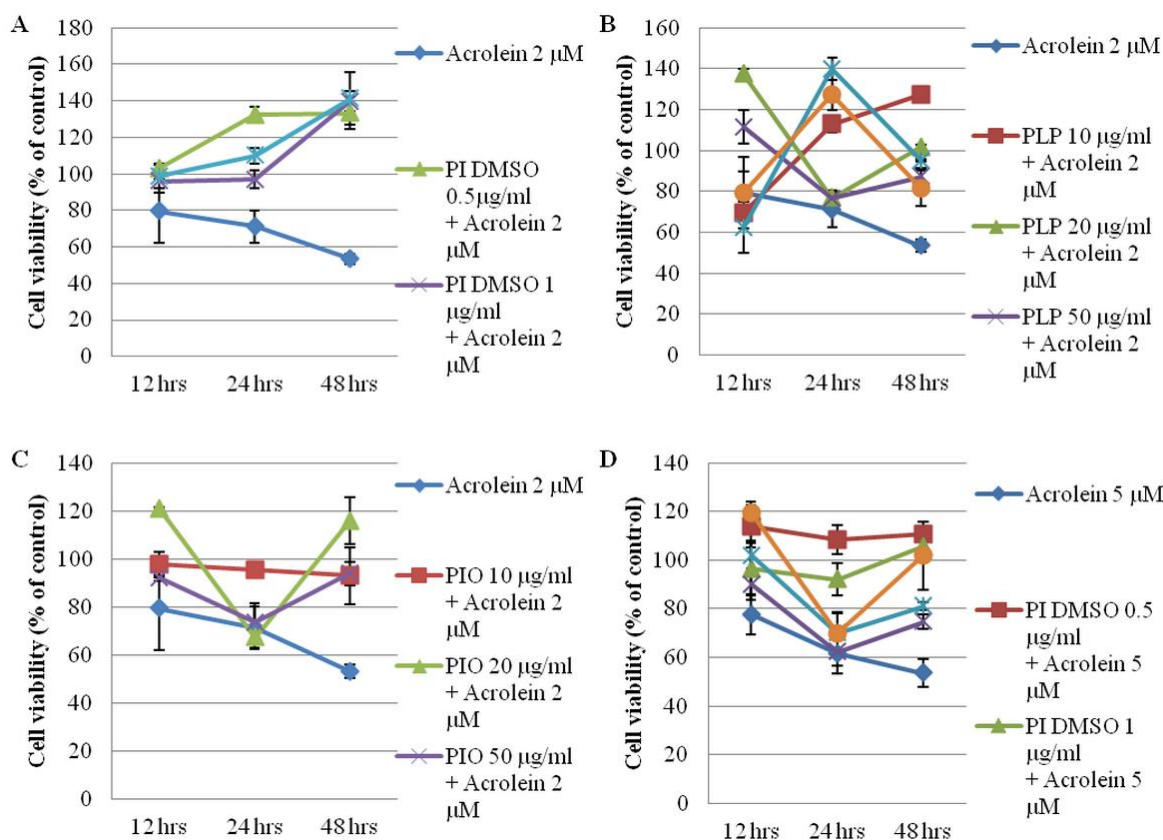 A
Cell viability (% of control)
180
160
140
120
100
80
60
40
20
0
12 hrs 24 hrs 48 hrs
Acrolein 2 µM
PI DMSO
0.5µg/ml
+ Acrolein 2
µM
PI DMSO 1
µg/ml
+ Acrolein 2
µM
B
Cell viability (% of control)
160
140
120
100
80
60
40
20
0
12 hrs 24 hrs 48 hrs
Acrolein 2 µM
PLP 10 µg/ml
+ Acrolein 2
µM
PLP 20 µg/ml
+ Acrolein 2
µM
PLP 50 µg/ml
+ Acrolein 2
µM
C
Cell viability (% of control)
140
120
100
80
60
40
20
0
12 hrs 24 hrs 48 hrs
Acrolein 2 µM
PIO 10 µg/ml
+ Acrolein 2
µM
PIO 20 µg/ml
+ Acrolein 2
µM
PIO 50 µg/ml
+ Acrolein 2
µM
D
Cell viability (% of control)
140
120
100
80
60
40
20
0
12 hrs 24 hrs 48 hrs
Acrolein 5 µM
PI DMSO 0.5
µg/ml
+ Acrolein 5
µM
PI DMSO 1
µg/ml
+ Acrolein 5
µM